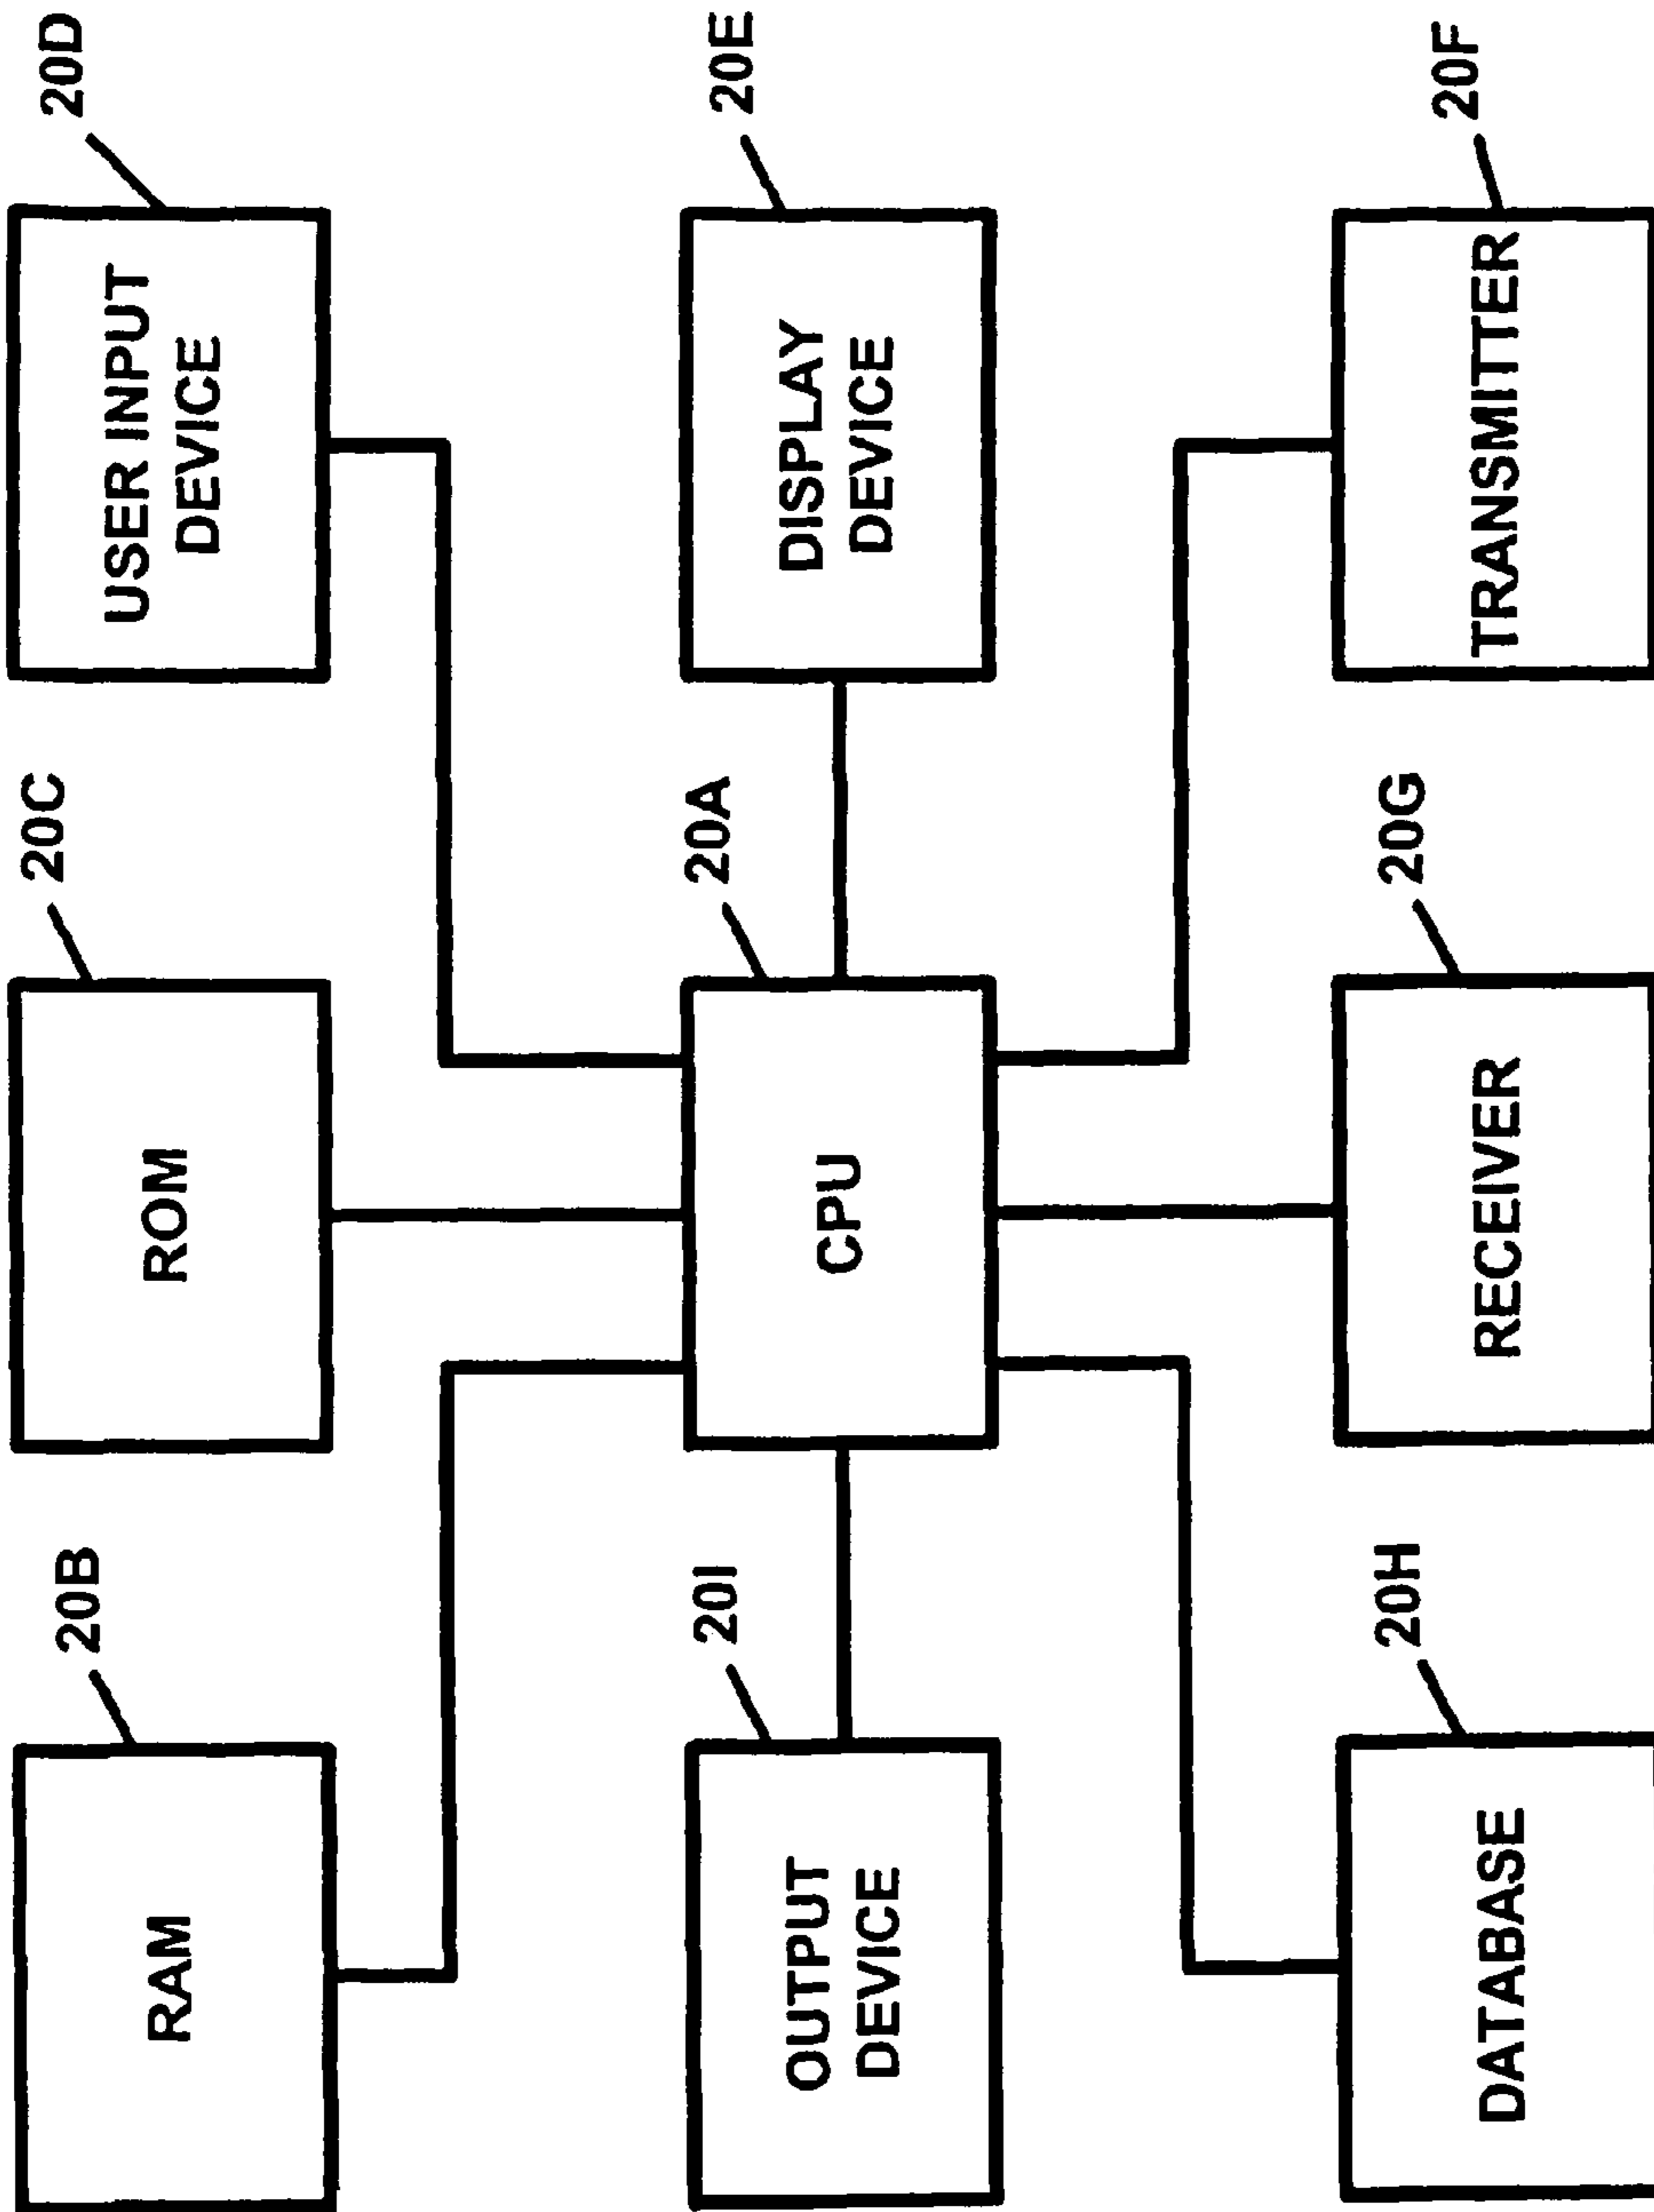 20B
RAM
20C
ROM
20D
USER INPUT
DEVICE
20I
OUTPUT
DEVICE
20A
CPU
20E
DISPLAY
DEVICE
20H
DATABASE
20G
RECEIVER
20F
TRANSMITTER